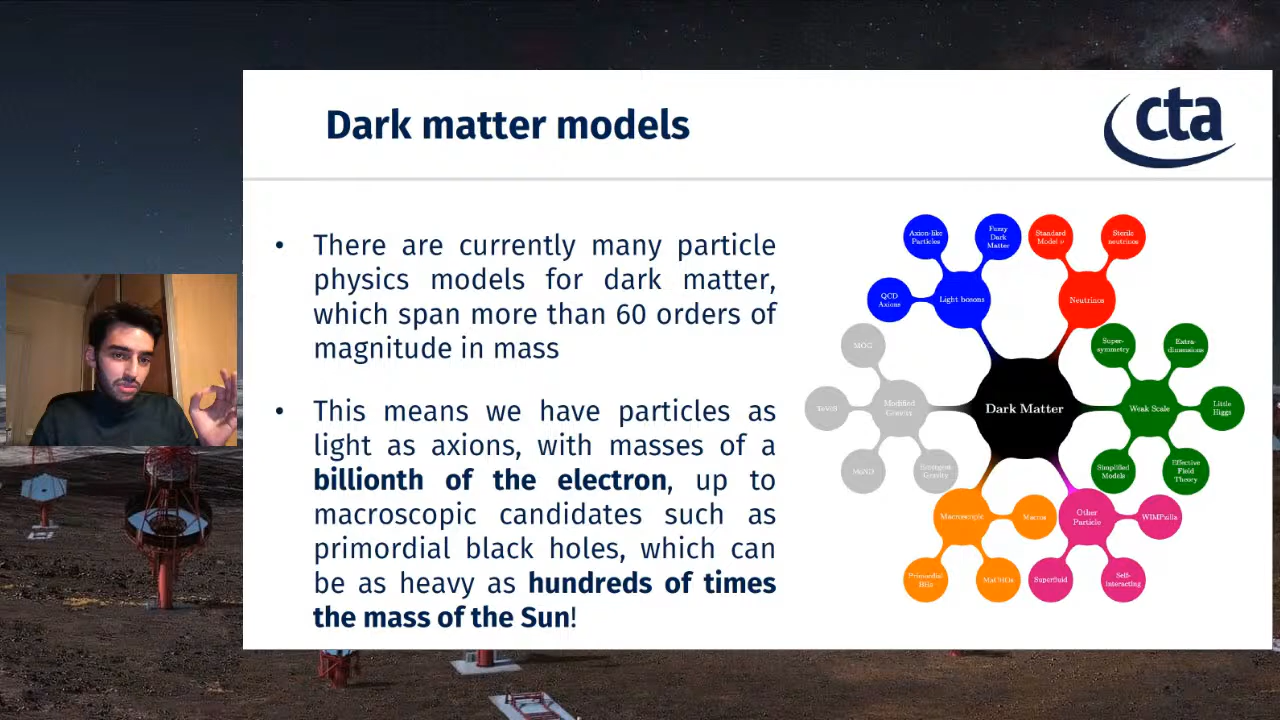 Dark matter models
cta
• There are currently many particle
physics models for dark matter,
which span more than 60 orders of
magnitude in mass
• This means we have particles as
light as axions, with masses of a
billionth of the electron, up to
macroscopic candidates such as
primordial black holes, which can
be as heavy as hundreds of times
the mass of the Sun!
Axion-like
Particles
Fuzzy
Dark
Matter
Standard
Model ν
Sterile
neutrinos
QCD
Axions
Light bosons
Neutrinos
MOG
Super-
symmetry
Extra-
dimensions
TeVeS
Modified
Gravity
Dark Matter
Weak Scale
Little
Higgs
MOND
Emergent
Gravity
Simplified
Models
Effective
Field
Theory
Macroscopic
Macros
Other
Particle
WIMPzilla
Primordial
BHs
MaCHOs
Superfluid
Self-
interacting